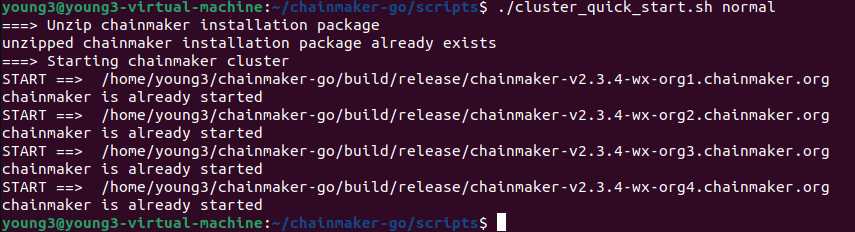 young3@young3-virtual-machine:~/chainmaker-go/scripts$ ./cluster_quick_start.sh normal
===> Unzip chainmaker installation package
unzipped chainmaker installation package already exists
===> Starting chainmaker cluster
START ==>  /home/young3/chainmaker-go/build/release/chainmaker-v2.3.4-wx-org1.chainmaker.org
chainmaker is already started
START ==>  /home/young3/chainmaker-go/build/release/chainmaker-v2.3.4-wx-org2.chainmaker.org
chainmaker is already started
START ==>  /home/young3/chainmaker-go/build/release/chainmaker-v2.3.4-wx-org3.chainmaker.org
chainmaker is already started
START ==>  /home/young3/chainmaker-go/build/release/chainmaker-v2.3.4-wx-org4.chainmaker.org
chainmaker is already started
young3@young3-virtual-machine:~/chainmaker-go/scripts$